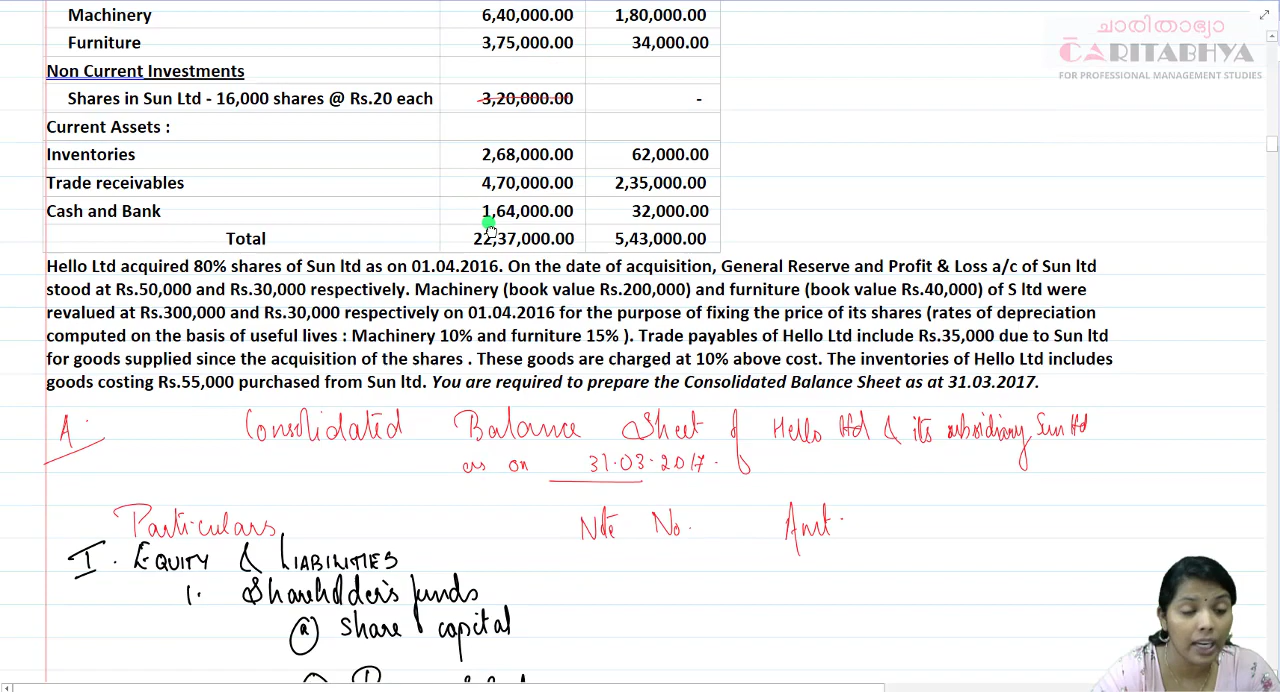 Machinery 6,40,000.00 1,80,000.00
Furniture 3,75,000.00 34,000.00
ചാരിതാഭ്യാ
CARITABHYA
FOR PROFESSIONAL MANAGEMENT STUDIES
Non Current Investments
Shares in Sun Ltd - 16,000 shares @ Rs.20 each 3,20,000.00 -
Current Assets :
Inventories 2,68,000.00 62,000.00
Trade receivables 4,70,000.00 2,35,000.00
Cash and Bank 1,64,000.00 32,000.00
Total 22,37,000.00 5,43,000.00
Hello Ltd acquired 80% shares of Sun ltd as on 01.04.2016. On the date of acquisition, General Reserve and Profit & Loss a/c of Sun ltd
stood at Rs.50,000 and Rs.30,000 respectively. Machinery (book value Rs.200,000) and furniture (book value Rs.40,000) of S ltd were
revalued at Rs.300,000 and Rs.30,000 respectively on 01.04.2016 for the purpose of fixing the price of its shares (rates of depreciation
computed on the basis of useful lives : Machinery 10% and furniture 15% ). Trade payables of Hello Ltd include Rs.35,000 due to Sun ltd
for goods supplied since the acquisition of the shares . These goods are charged at 10% above cost. The inventories of Hello Ltd includes
goods costing Rs.55,000 purchased from Sun ltd. You are required to prepare the Consolidated Balance Sheet as at 31.03.2017.
A: Consolidated Balance Sheet of Hello Ltd & its subsidiary Sun ltd
as on 31.03.2017.
Particulars Note No. Amt.
I. EQUITY & LIABILITIES
1. Shareholder's funds
(a) Share capital